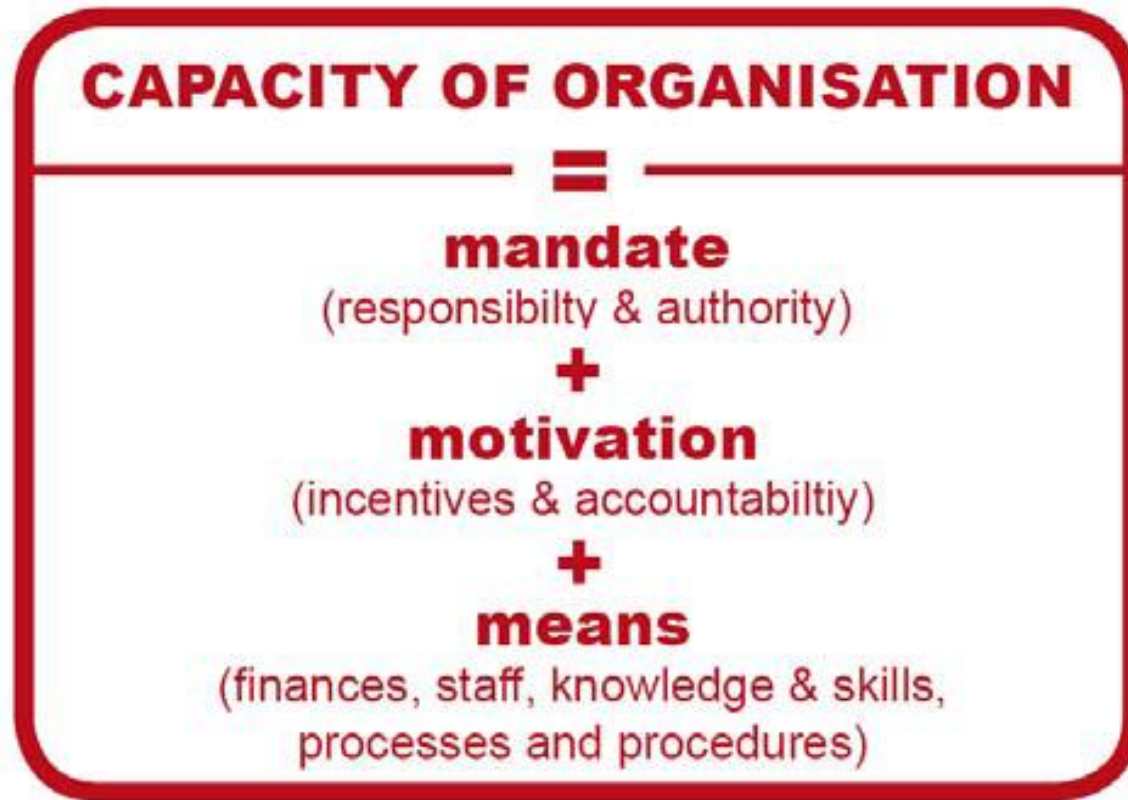 CAPACITY OF ORGANISATION
=
mandate
(responsibilty & authority)
+
motivation
(incentives & accountabiltiy)
+
means
(finances, staff, knowledge & skills,
processes and procedures)